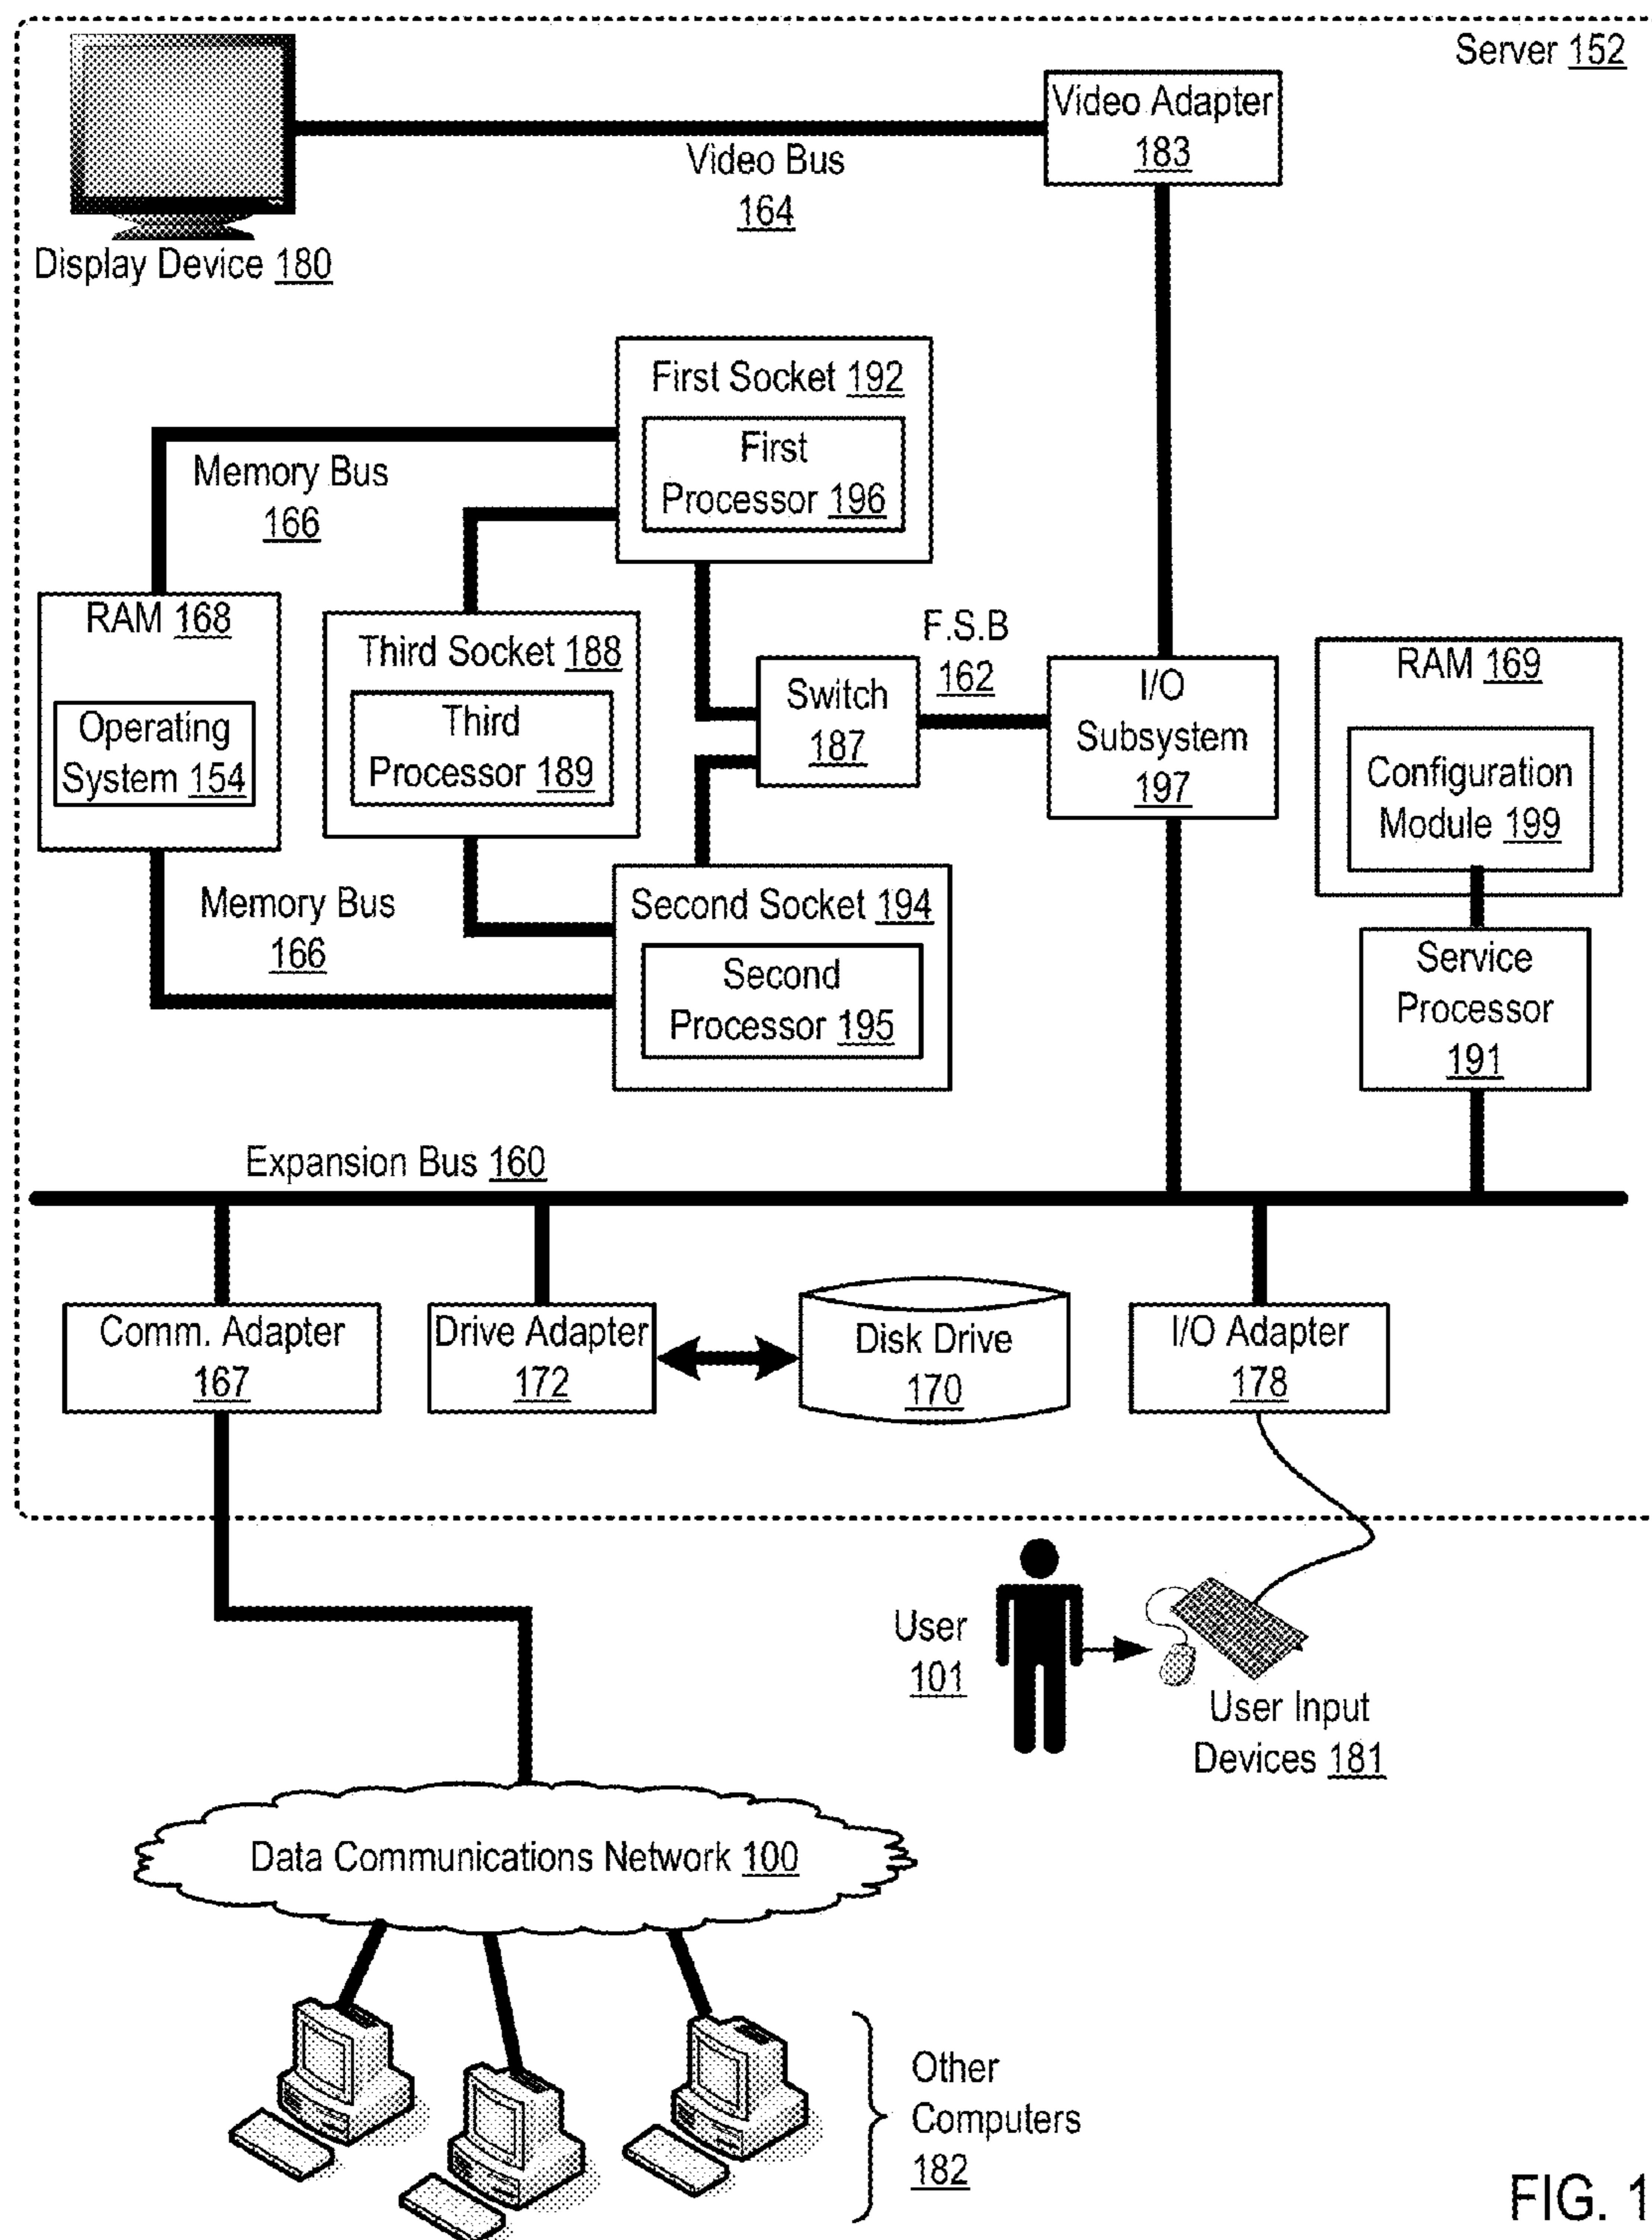 Server 152
Video Adapter
183
Video Bus
164
Display Device 180
First Socket 192
First
Processor 196
Memory Bus
166
RAM 168
Operating
System 154
Third Socket 188
Third
Processor 189
Switch
187
F.S.B
162
I/O
Subsystem
197
RAM 169
Configuration
Module 199
Memory Bus
166
Second Socket 194
Second
Processor 195
Service
Processor
191
Expansion Bus 160
Comm. Adapter
167
Drive Adapter
172
Disk Drive
170
I/O Adapter
178
User
101
User Input
Devices 181
Data Communications Network 100
Other
Computers
182
FIG. 1